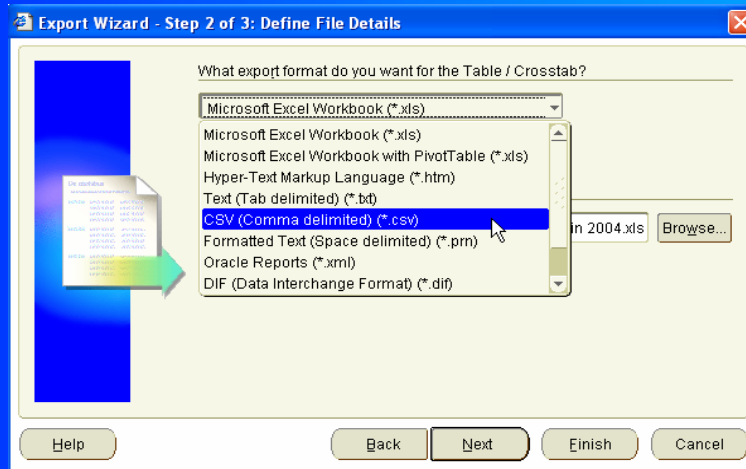 Export Wizard - Step 2 of 3: Define File Details
What export format do you want for the Table / Crosstab?
Microsoft Excel Workbook (*.xls)
Microsoft Excel Workbook (*.xls)
Microsoft Excel Workbook with PivotTable (*.xls)
Hyper-Text Markup Language (*.htm)
Text (Tab delimited) (*.txt)
CSV (Comma delimited) (*.csv)
in 2004.xls Browse...
Formatted Text (Space delimited) (*.prn)
Oracle Reports (*.xml)
DIF (Data Interchange Format) (*.dif)
Help Back Next Finish Cancel